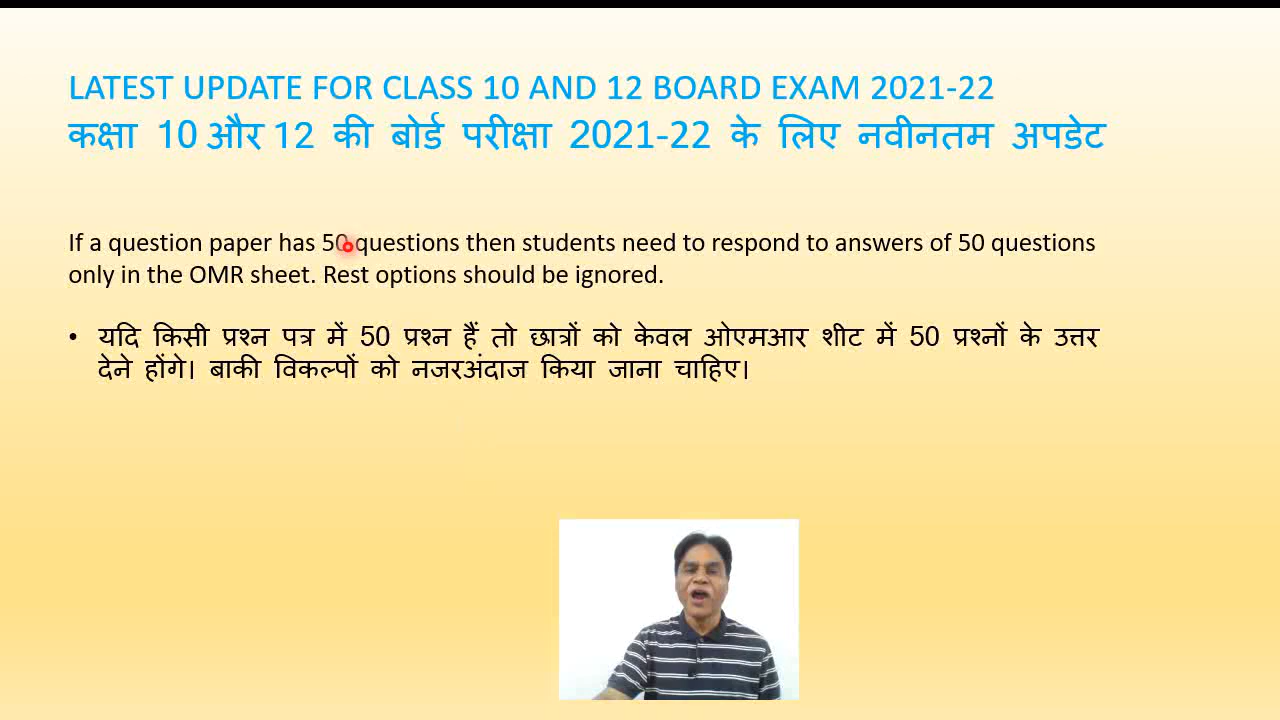 LATEST UPDATE FOR CLASS 10 AND 12 BOARD EXAM 2021-22
कक्षा 10 और 12 की बोर्ड परीक्षा 2021-22 के लिए नवीनतम अपडेट
If a question paper has 50 questions then students need to respond to answers of 50 questions
only in the OMR sheet. Rest options should be ignored.
• यदि किसी प्रश्न पत्र में 50 प्रश्न हैं तो छात्रों को केवल ओएमआर शीट में 50 प्रश्नों के उत्तर
देने होंगे। बाकी विकल्पों को नजरअंदाज किया जाना चाहिए।